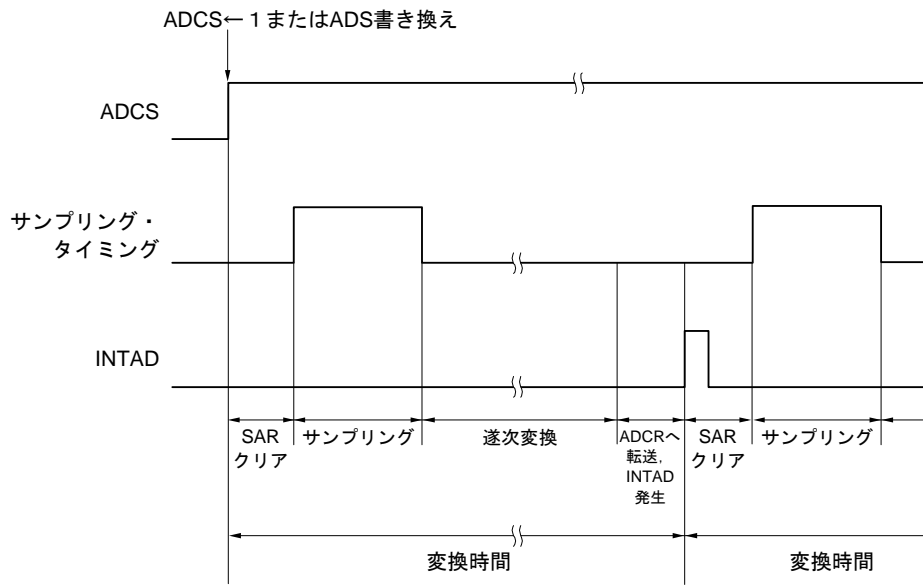 ADCS←１またはADS書き換え
ADCS
サンプリング・
タイミング
INTAD
SAR
クリア
サンプリング
逐次変換
ADCRへ
転送,
INTAD
発生
SAR
クリア
サンプリング
変換時間
変換時間